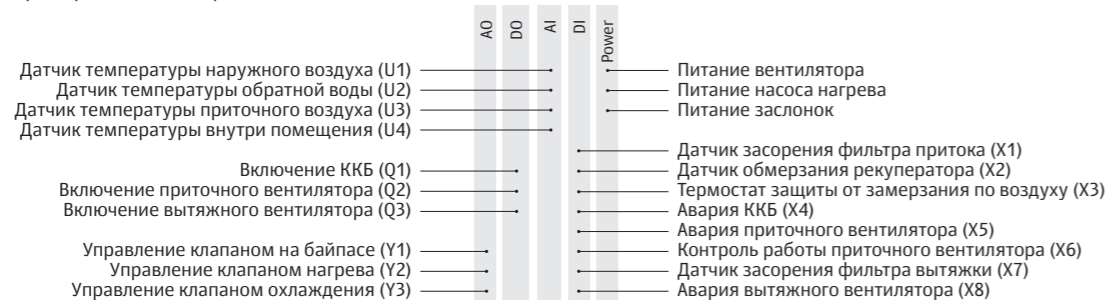 AO
DO
AI
DI
Power
Датчик температуры наружного воздуха (U1)
Датчик температуры обратной воды (U2)
Датчик температуры приточного воздуха (U3)
Датчик температуры внутри помещения (U4)
Включение ККБ (Q1)
Включение приточного вентилятора (Q2)
Включение вытяжного вентилятора (Q3)
Управление клапаном на байпасе (Y1)
Управление клапаном нагрева (Y2)
Управление клапаном охлаждения (Y3)
Питание вентилятора
Питание насоса нагрева
Питание заслонок
Датчик засорения фильтра притока (X1)
Датчик обмерзания рекуператора (X2)
Термостат защиты от замерзания по воздуху (X3)
Авария ККБ (X4)
Авария приточного вентилятора (X5)
Контроль работы приточного вентилятора (X6)
Датчик засорения фильтра вытяжки (X7)
Авария вытяжного вентилятора (X8)